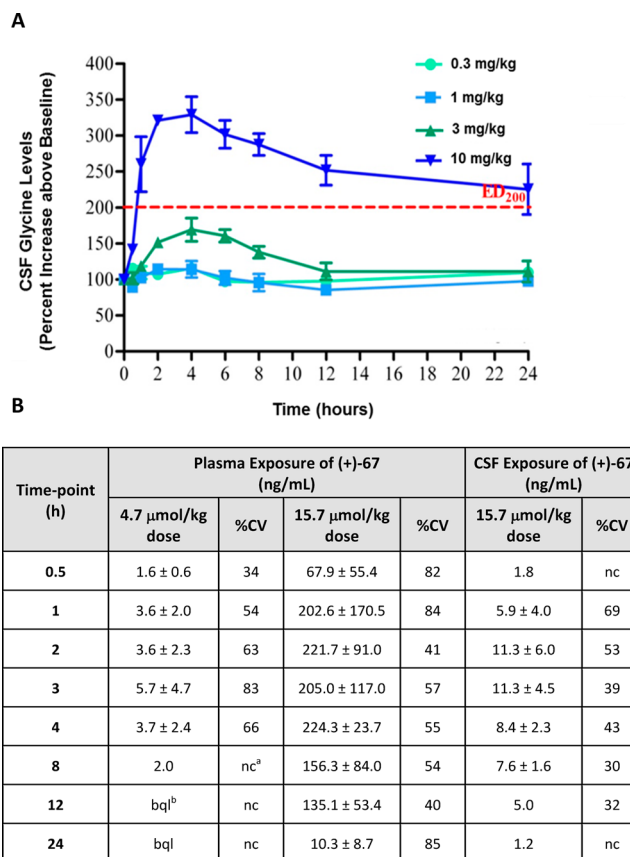 A
CSF Glycine Levels
(Percent Increase above Baseline)
400
350
300
250
200
150
100
50
0
0.3 mg/kg
1 mg/kg
3 mg/kg
10 mg/kg
ED200
0 2 4 6 8 10 12 14 16 18 20 22 24
Time (hours)
B
Time-point (h) Plasma Exposure of (+)-67 (ng/mL) CSF Exposure of (+)-67 (ng/mL)
4.7 μmol/kg dose %CV 15.7 μmol/kg dose %CV 15.7 μmol/kg dose %CV
0.5 1.6 ± 0.6 34 67.9 ± 55.4 82 1.8 nc
1 3.6 ± 2.0 54 202.6 ± 170.5 84 5.9 ± 4.0 69
2 3.6 ± 2.3 63 221.7 ± 91.0 41 11.3 ± 6.0 53
3 5.7 ± 4.7 83 205.0 ± 117.0 57 11.3 ± 4.5 39
4 3.7 ± 2.4 66 224.3 ± 23.7 55 8.4 ± 2.3 43
8 2.0 ncᵃ 156.3 ± 84.0 54 7.6 ± 1.6 30
12 bqlᵇ nc 135.1 ± 53.4 40 5.0 32
24 bql nc 10.3 ± 8.7 85 1.2 nc